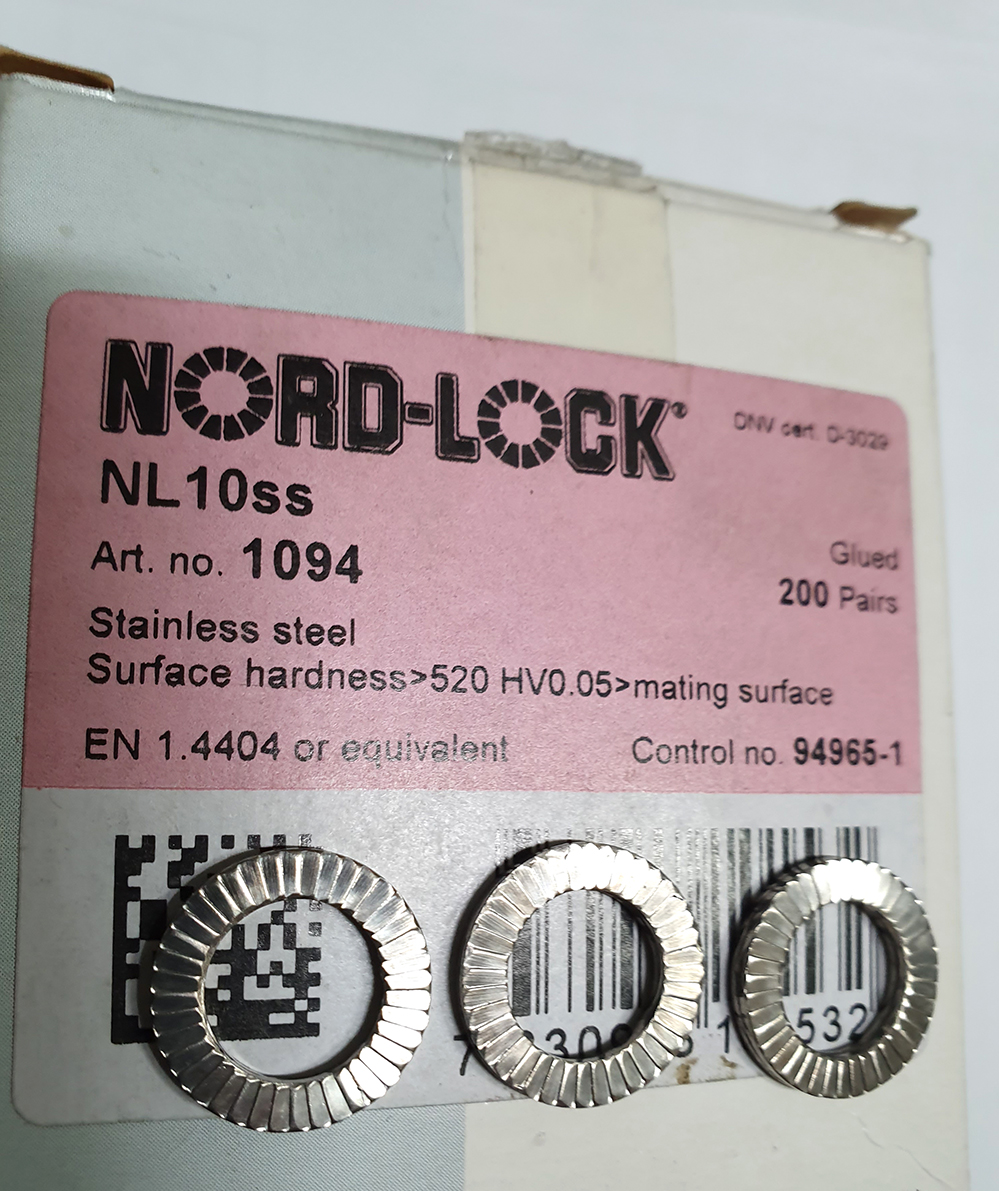 NORD-LOCK®
DNV cert. D-3029
NL10ss
Art. no. 1094
Glued
200 Pairs
Stainless steel
Surface hardness>520 HV0.05>mating surface
EN 1.4404 or equivalent
Control no. 94965-1
532